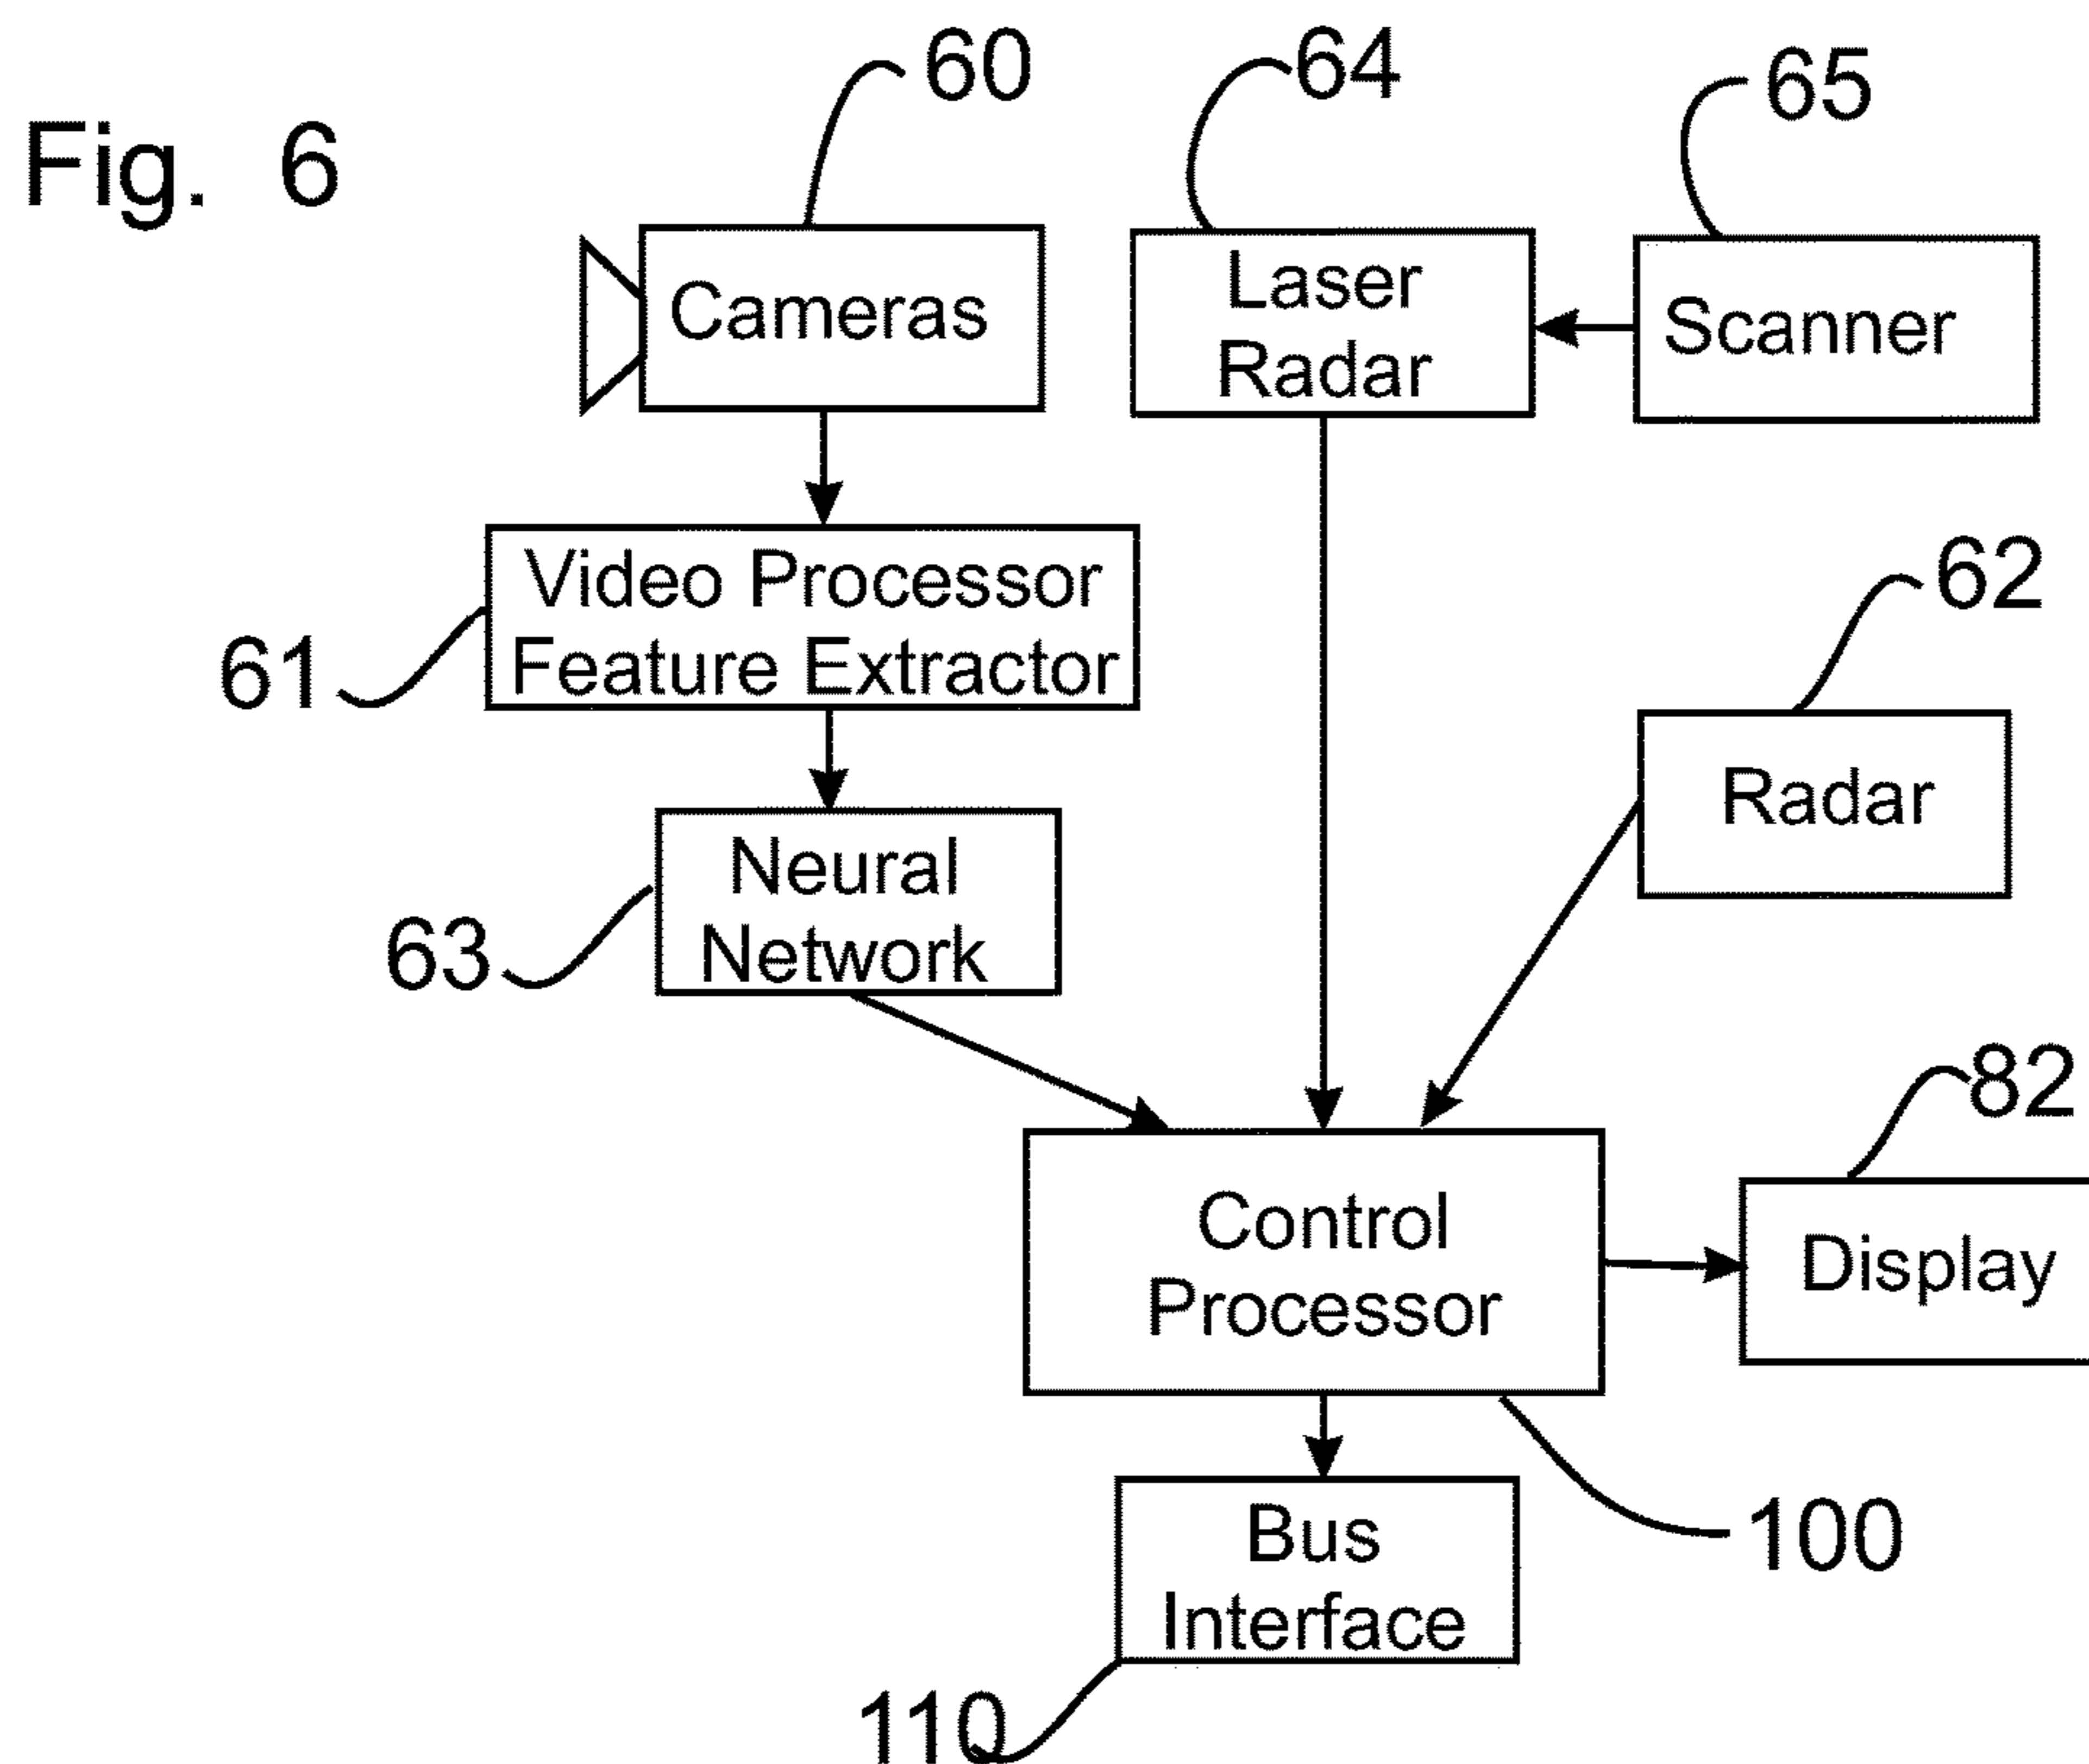 Fig. 6
60
64
65
Cameras
Laser
Radar
Scanner
61
Video Processor
Feature Extractor
62
Radar
63
Neural
Network
82
Control
Processor
Display
100
Bus
Interface
110